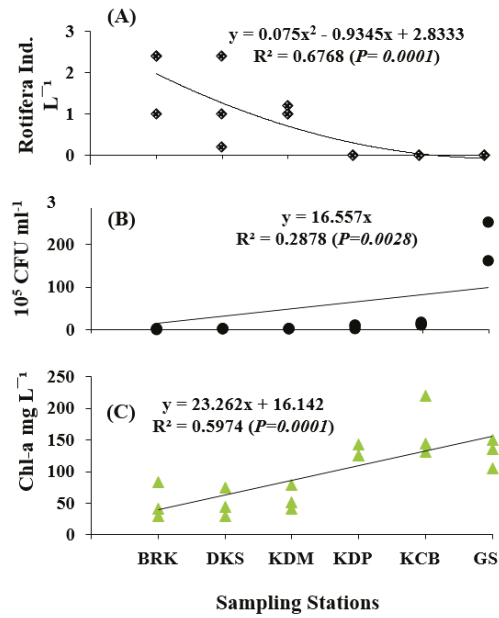 (A)
y = 0.075x² - 0.9345x + 2.8333
R² = 0.6768 (P= 0.0001)
Rotifera Ind.
L⁻¹
3
2
1
0
(B)
y = 16.557x
R² = 0.2878 (P=0.0028)
10⁵ CFU ml⁻¹
3
200
100
0
(C)
y = 23.262x + 16.142
R² = 0.5974 (P=0.0001)
Chl-a mg L⁻¹
250
200
150
100
50
0
BRK DKS KDM KDP KCB GS
Sampling Stations